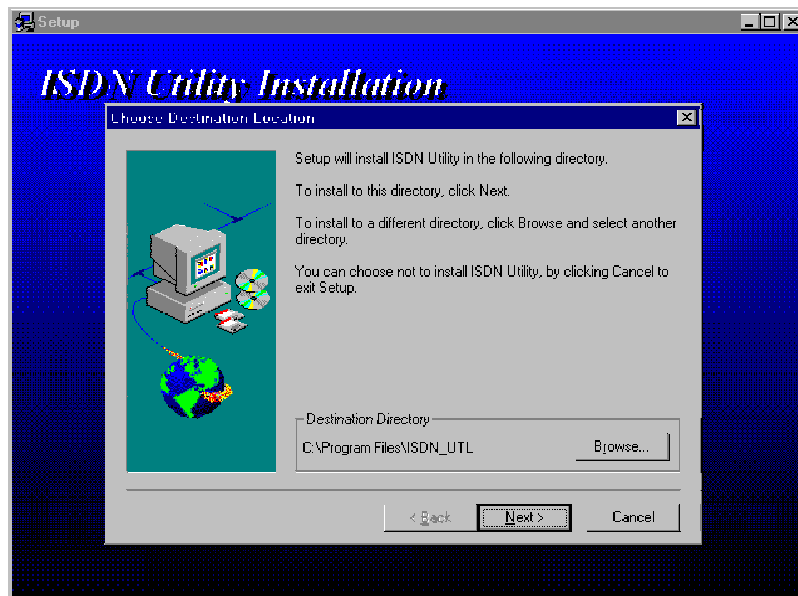 Setup
ISDN Utility Installation
Choose Destination Location
Setup will install ISDN Utility in the following directory.
To install to this directory, click Next.
To install to a different directory, click Browse and select another
directory.
You can choose not to install ISDN Utility, by clicking Cancel to
exit Setup.
Destination Directory
C:\Program Files\ISDN_UTL
Browse...
< Back
Next >
Cancel